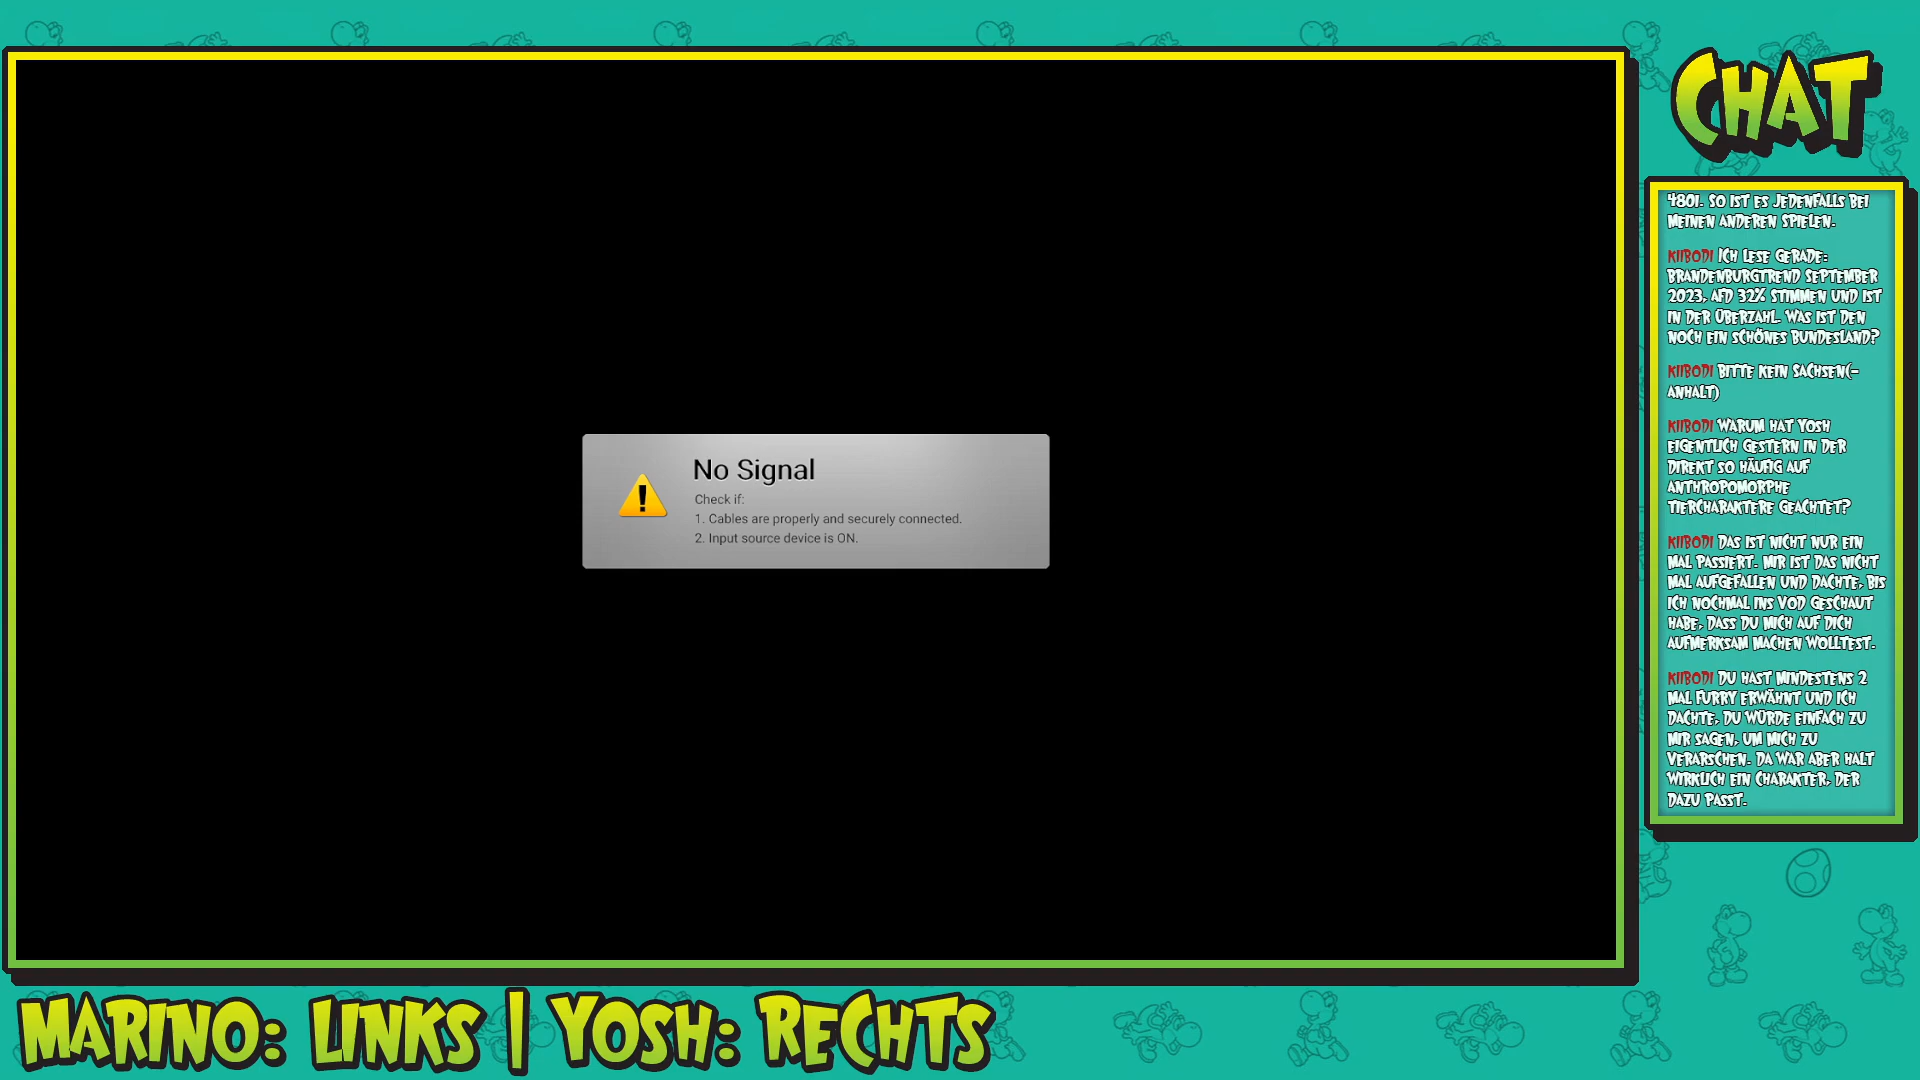 CHAT
480I. SO IST ES JEDENFALLS BEI
MEINEN ANDEREN SPIELEN.
KIIBODI ICH LESE GERADE:
BRANDENBURGTREND SEPTEMBER
2023, AFD 32% STIMMEN UND IST
IN DER ÜBERZAHL. WAS IST DEN
NOCH EIN SCHÖNES BUNDESLAND?
KIIBODI BITTE KEIN SACHSEN(-
ANHALT)
KIIBODI WARUM HAT YOSH
EIGENTLICH GESTERN IN DER
DIREKT SO HÄUFIG AUF
ANTHROPOMORPHE
TIERCHARAKTERE GEACHTET?
KIIBODI DAS IST NICHT NUR EIN
MAL PASSIERT. MIR IST DAS NICHT
MAL AUFGEFALLEN UND DACHTE, BIS
ICH NOCHMAL INS VOD GESCHAUT
HABE, DASS DU MICH AUF DICH
AUFMERKSAM MACHEN WOLLTEST.
KIIBODI DU HAST MINDESTENS 2
MAL FURRY ERWÄHNT UND ICH
DACHTE, DU WÜRDE EINFACH ZU
MIR SAGEN, UM MICH ZU
VERARSCHEN. DA WAR ABER HALT
WIRKLICH EIN CHARAKTER, DER
DAZU PASST.
No Signal
Check if:
1. Cables are properly and securely connected.
2. Input source device is ON.
MARINO: LINKS | YOSH: RECHTS